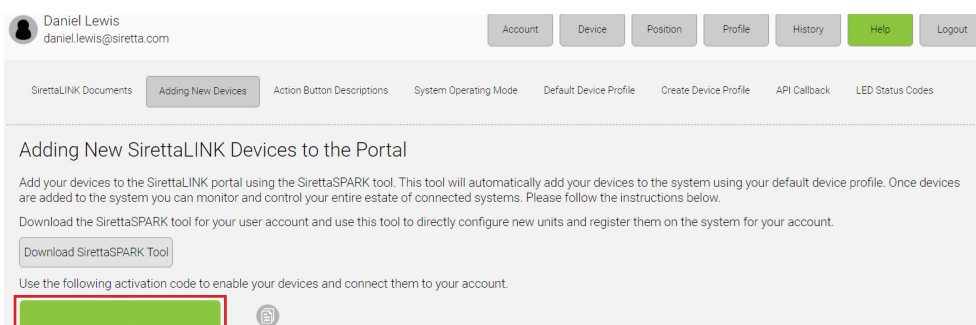 Daniel Lewis
daniel.lewis@siretta.com
Account Device Position Profile History Help Logout
SirettaLINK Documents Adding New Devices Action Button Descriptions System Operating Mode Default Device Profile Create Device Profile API Callback LED Status Codes
Adding New SirettaLINK Devices to the Portal
Add your devices to the SirettaLINK portal using the SirettaSPARK tool. This tool will automatically add your devices to the system using your default device profile. Once devices
are added to the system you can monitor and control your entire estate of connected systems. Please follow the instructions below.
Download the SirettaSPARK tool for your user account and use this tool to directly configure new units and register them on the system for your account.
Download SirettaSPARK Tool
Use the following activation code to enable your devices and connect them to your account.